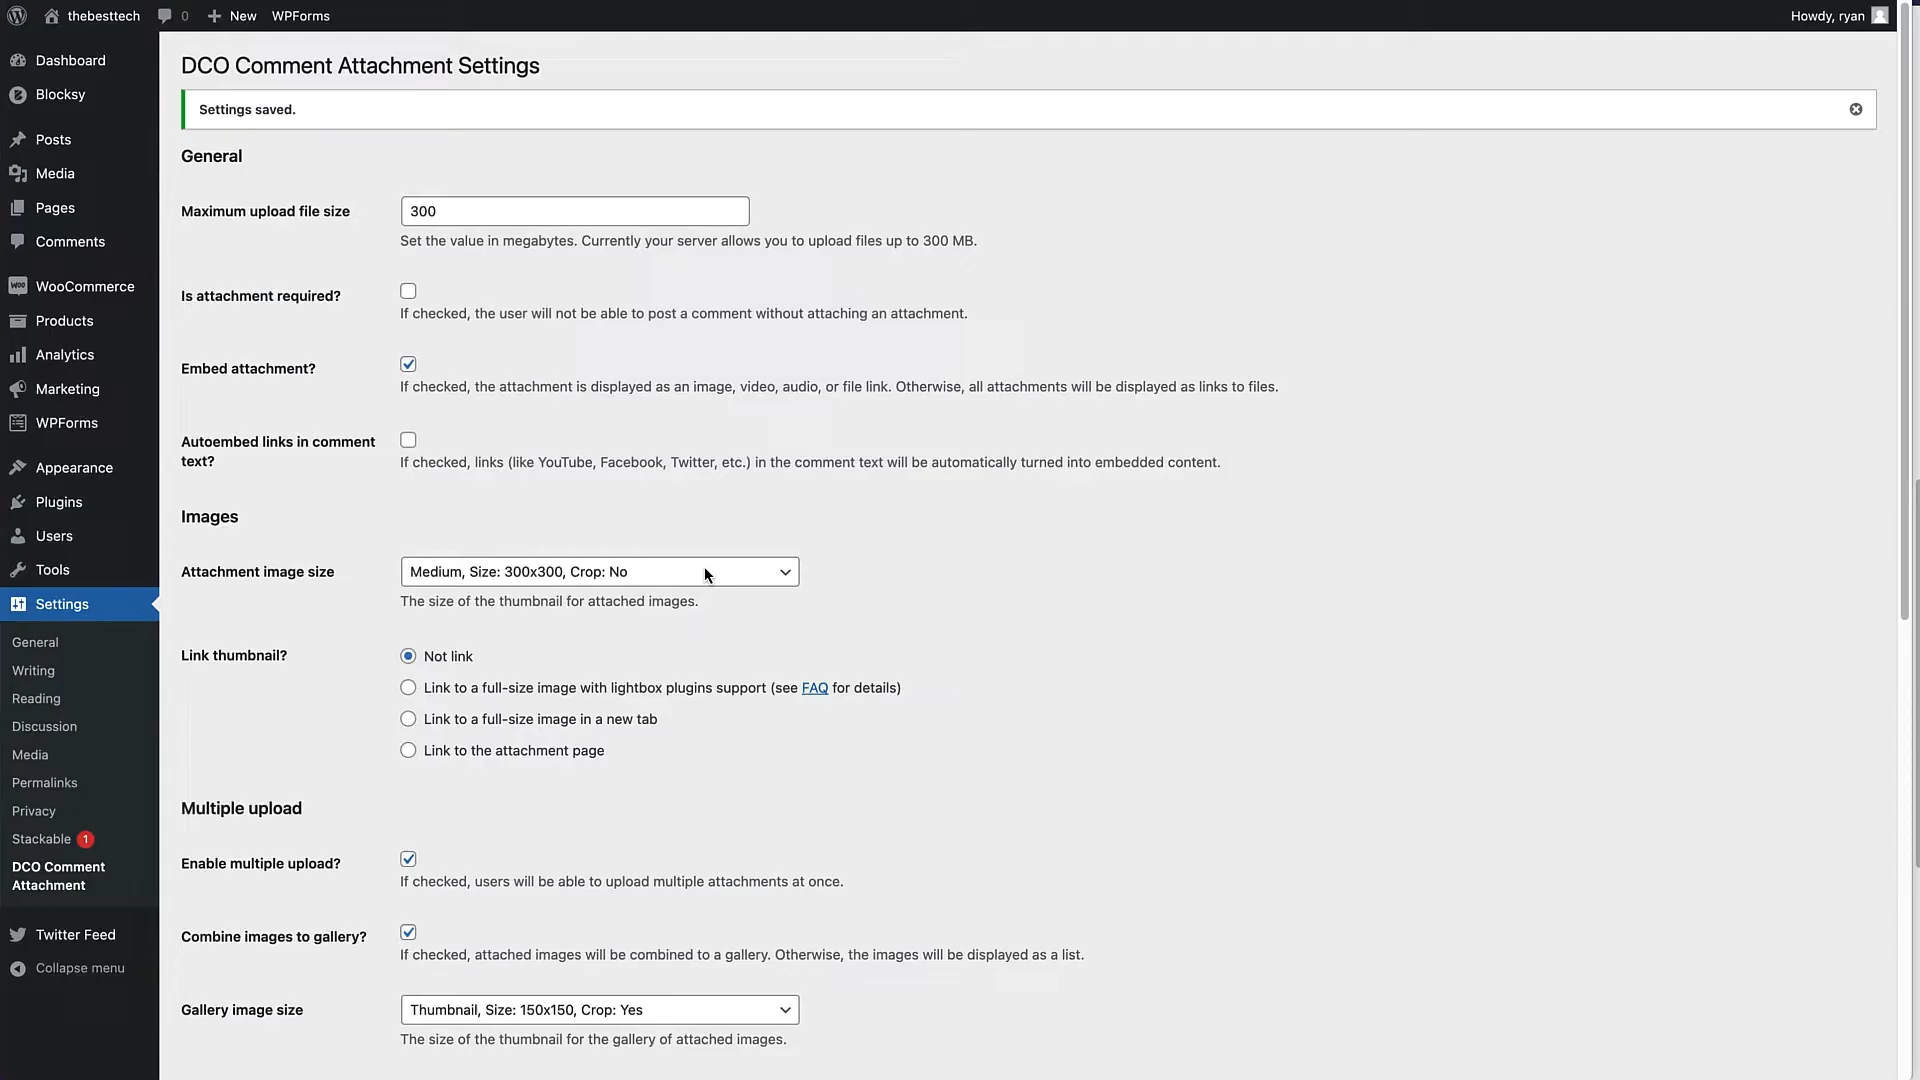 thebesttech
0
New
WPForms
Howdy, ryan
Dashboard
Blocksy
Posts
Media
Pages
Comments
WooCommerce
Products
Analytics
Marketing
WPForms
Appearance
Plugins
Users
Tools
Settings
General
Writing
Reading
Discussion
Media
Permalinks
Privacy
Stackable 1
DCO Comment
Attachment
Twitter Feed
Collapse menu
DCO Comment Attachment Settings
Settings saved.
General
Maximum upload file size
300
Set the value in megabytes. Currently your server allows you to upload files up to 300 MB.
Is attachment required?
If checked, the user will not be able to post a comment without attaching an attachment.
Embed attachment?
If checked, the attachment is displayed as an image, video, audio, or file link. Otherwise, all attachments will be displayed as links to files.
Autoembed links in comment
text?
If checked, links (like YouTube, Facebook, Twitter, etc.) in the comment text will be automatically turned into embedded content.
Images
Attachment image size
Medium, Size: 300x300, Crop: No
The size of the thumbnail for attached images.
Link thumbnail?
Not link
Link to a full-size image with lightbox plugins support (see FAQ for details)
Link to a full-size image in a new tab
Link to the attachment page
Multiple upload
Enable multiple upload?
If checked, users will be able to upload multiple attachments at once.
Combine images to gallery?
If checked, attached images will be combined to a gallery. Otherwise, the images will be displayed as a list.
Gallery image size
Thumbnail, Size: 150x150, Crop: Yes
The size of the thumbnail for the gallery of attached images.